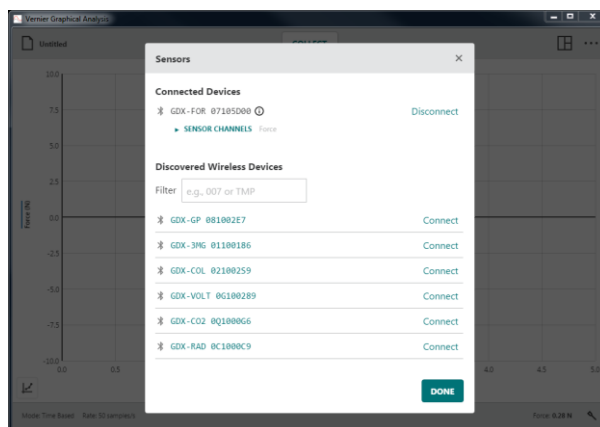 Vernier Graphical Analysis
Untitled
COLLECT
Sensors
Connected Devices
GDX-FOR 07105D00
Disconnect
SENSOR CHANNELS Force
Discovered Wireless Devices
Filter e.g., 007 or TMP
GDX-GP 081002E7 Connect
GDX-3MG 01100186 Connect
GDX-COL 02100259 Connect
GDX-VOLT 0G100289 Connect
GDX-CO2 0Q1000G6 Connect
GDX-RAD 0C1000C9 Connect
DONE
Force (N)
10.0
7.5
5.0
2.5
0.0
-2.5
-5.0
-7.5
-10.0
0.0 0.5 4.0 4.5 5.0
Mode: Time Based Rate: 50 samples/s Force: 0.28 N